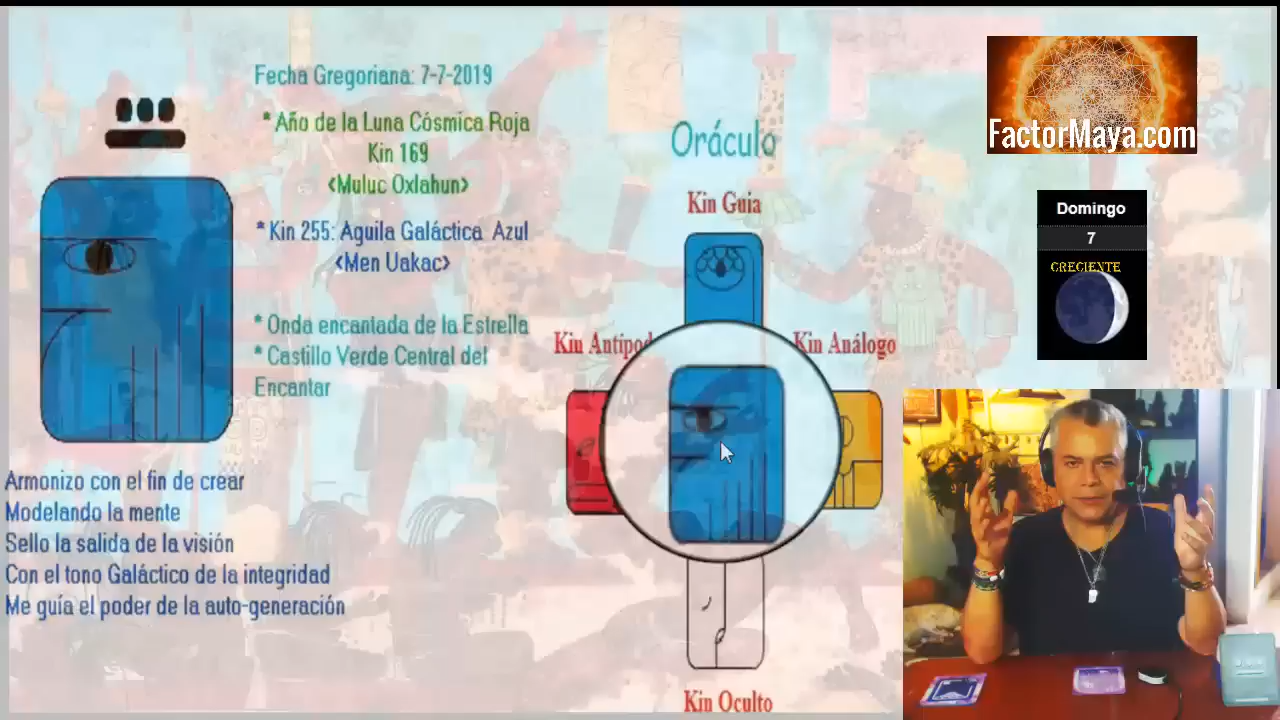 Fecha Gregoriana: 7-7-2019
* Año de la Luna Cósmica Roja
Kin 169
<Muluc Oxlahun>
* Kin 255: Aguila Galáctica Azul
<Men Uakac>
* Onda encantada de la Estrella
* Castillo Verde Central del
Encantar
Armonizo con el fin de crear
Modelando la mente
Sello la salida de la visión
Con el tono Galáctico de la integridad
Me guía el poder de la auto-generación
Oráculo
Kin Guia
Kin Antipod
Kin Análogo
Kin Oculto
FactorMaya.com
Domingo
7
CRECIENTE